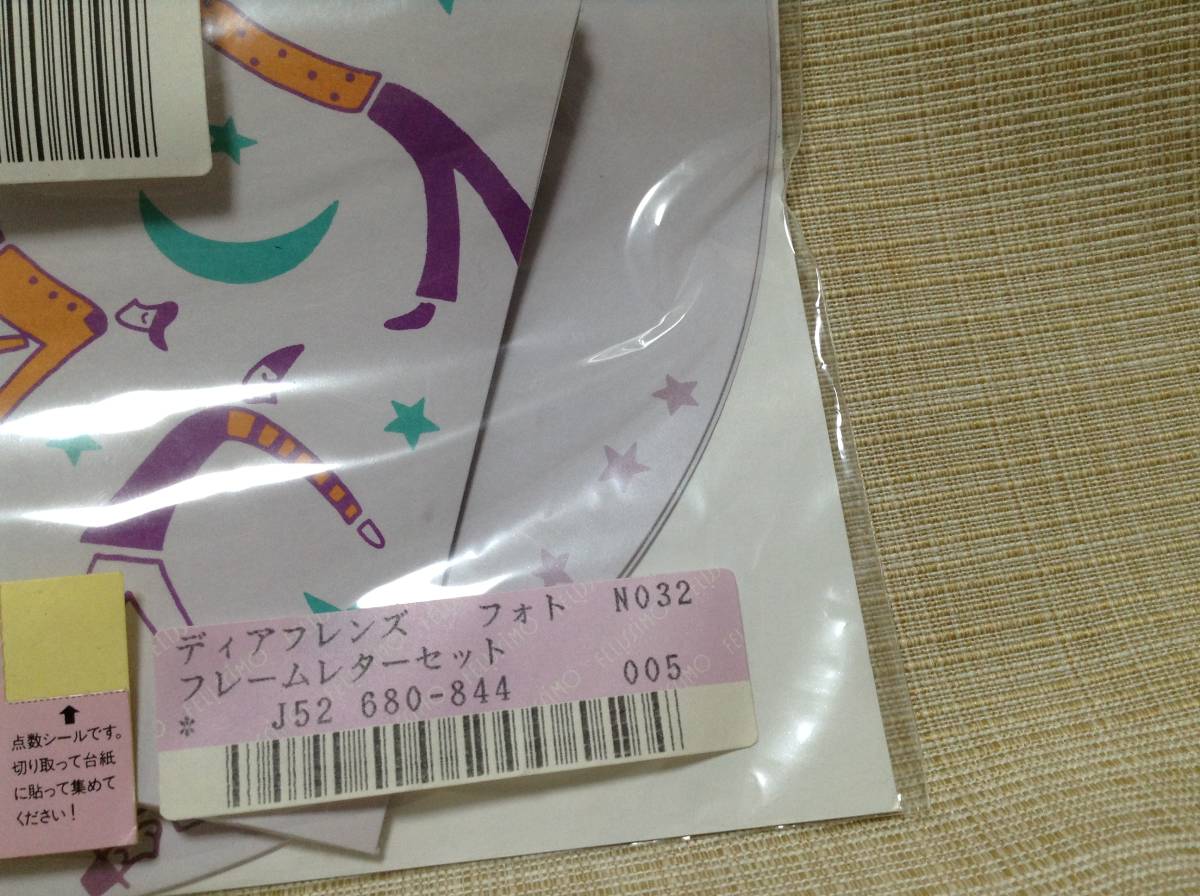 ディアフレンズ　フォト　N032
フレームレターセット
* J52 680-844 005
FELISSIMO
点数シールです。
切り取って台紙
に貼って集めて
ください！